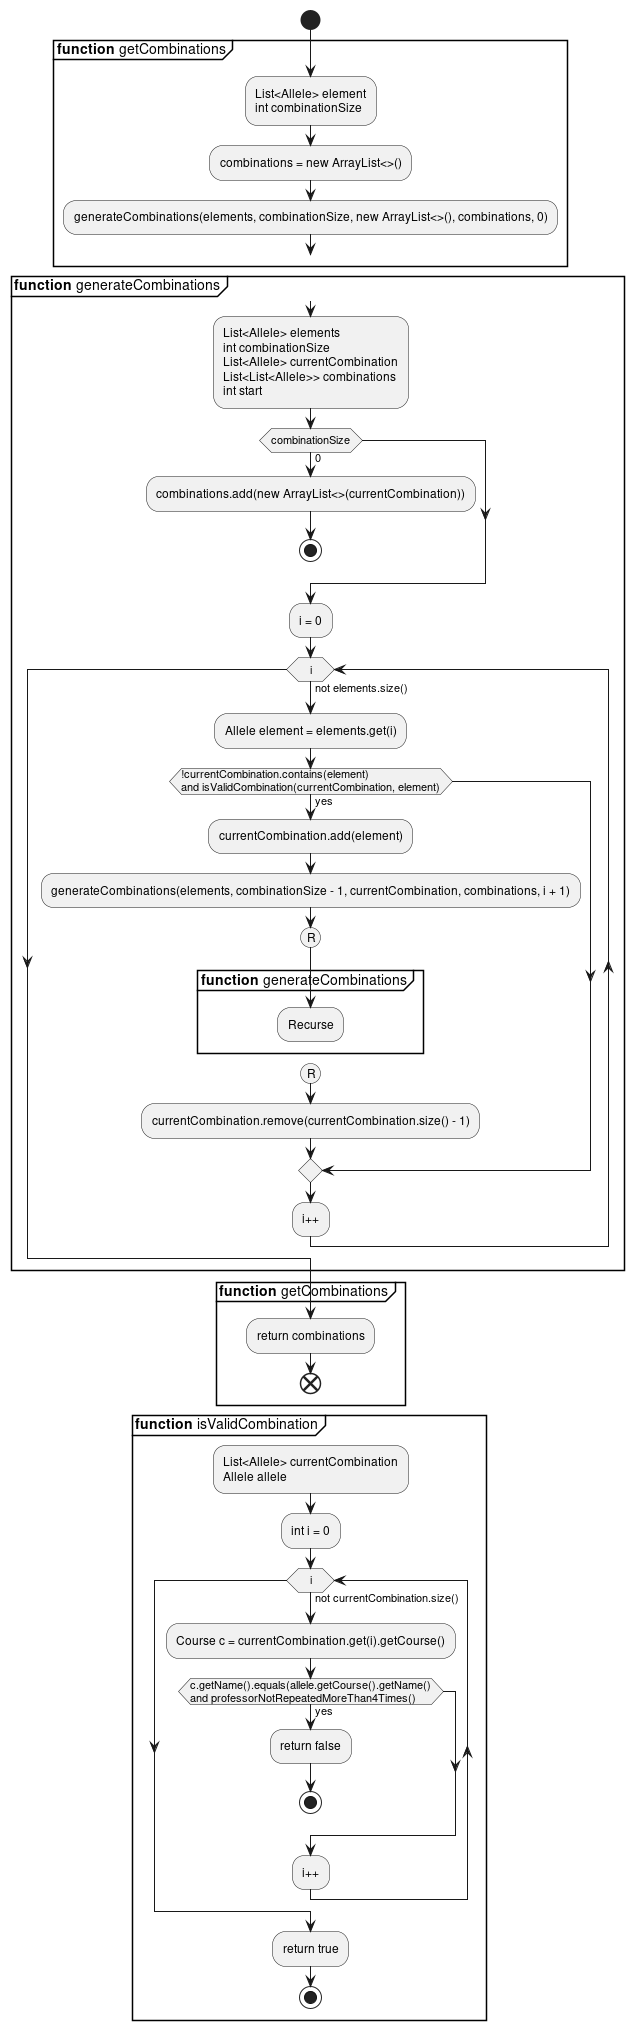 function getCombinations
List<Allele> element
int combinationSize
combinations = new ArrayList<>()
generateCombinations(elements, combinationSize, new ArrayList<>(), combinations, 0)
function generateCombinations
List<Allele> elements
int combinationSize
List<Allele> currentCombination
List<List<Allele>> combinations
int start
combinationSize
0
combinations.add(new ArrayList<>(currentCombination))
i = 0
i
not elements.size()
Allele element = elements.get(i)
!currentCombination.contains(element)
and isValidCombination(currentCombination, element)
yes
currentCombination.add(element)
generateCombinations(elements, combinationSize - 1, currentCombination, combinations, i + 1)
R
function generateCombinations
Recurse
R
currentCombination.remove(currentCombination.size() - 1)
i++
function getCombinations
return combinations
function isValidCombination
List<Allele> currentCombination
Allele allele
int i = 0
i
not currentCombination.size()
Course c = currentCombination.get(i).getCourse()
c.getName().equals(allele.getCourse().getName()
and professorNotRepeatedMoreThan4Times()
yes
return false
i++
return true